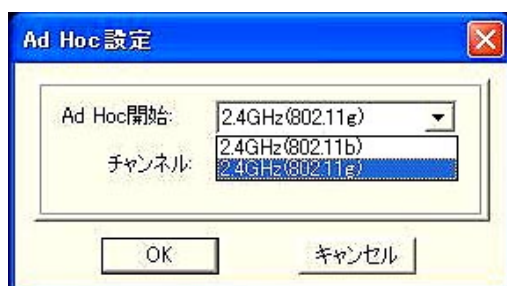 Ad Hoc設定
Ad Hoc開始: 2.4GHz(802.11g)
2.4GHz(802.11b)
チャンネル: 2.4GHz(802.11g)
OK キャンセル